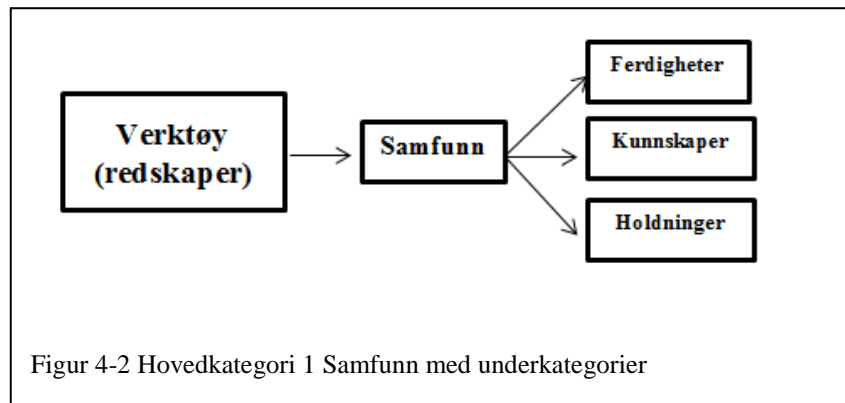 Verktøy
(redskaper)
Samfunn
Ferdigheter
Kunnskaper
Holdninger
Figur 4-2 Hovedkategori 1 Samfunn med underkategorier